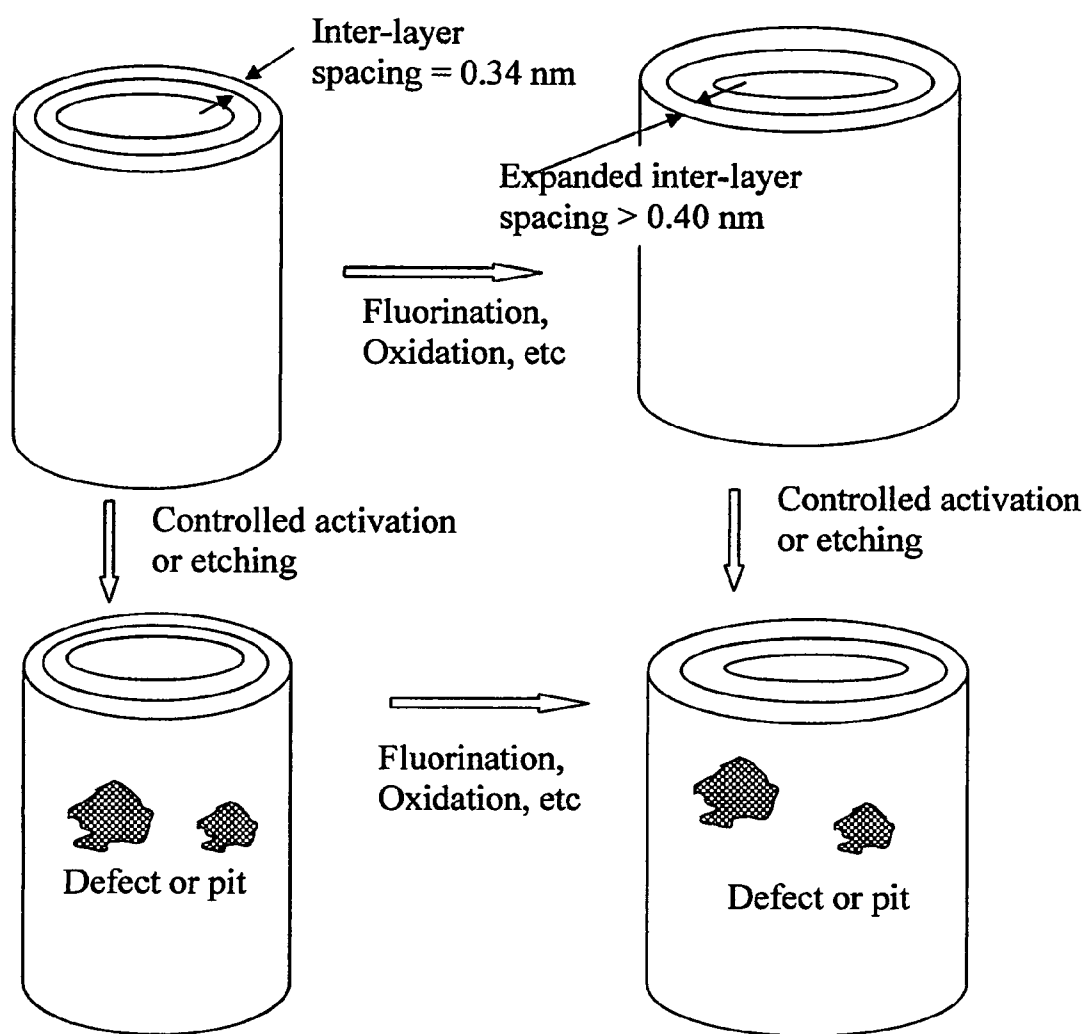 Inter-layer
spacing = 0.34 nm
Expanded inter-layer
spacing > 0.40 nm
Fluorination,
Oxidation, etc
Controlled activation
or etching
Controlled activation
or etching
Fluorination,
Oxidation, etc
Defect or pit
Defect or pit